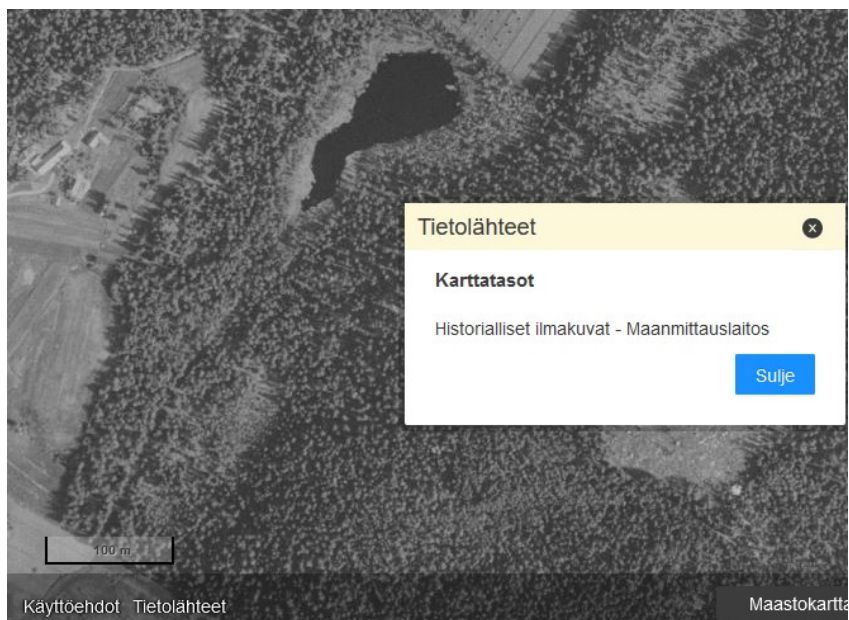 Tietolähteet
Karttatasot
Historialliset ilmakuvat - Maanmittauslaitos
Sulje
100 m
Käyttöehdot Tietolähteet
Maastokartta